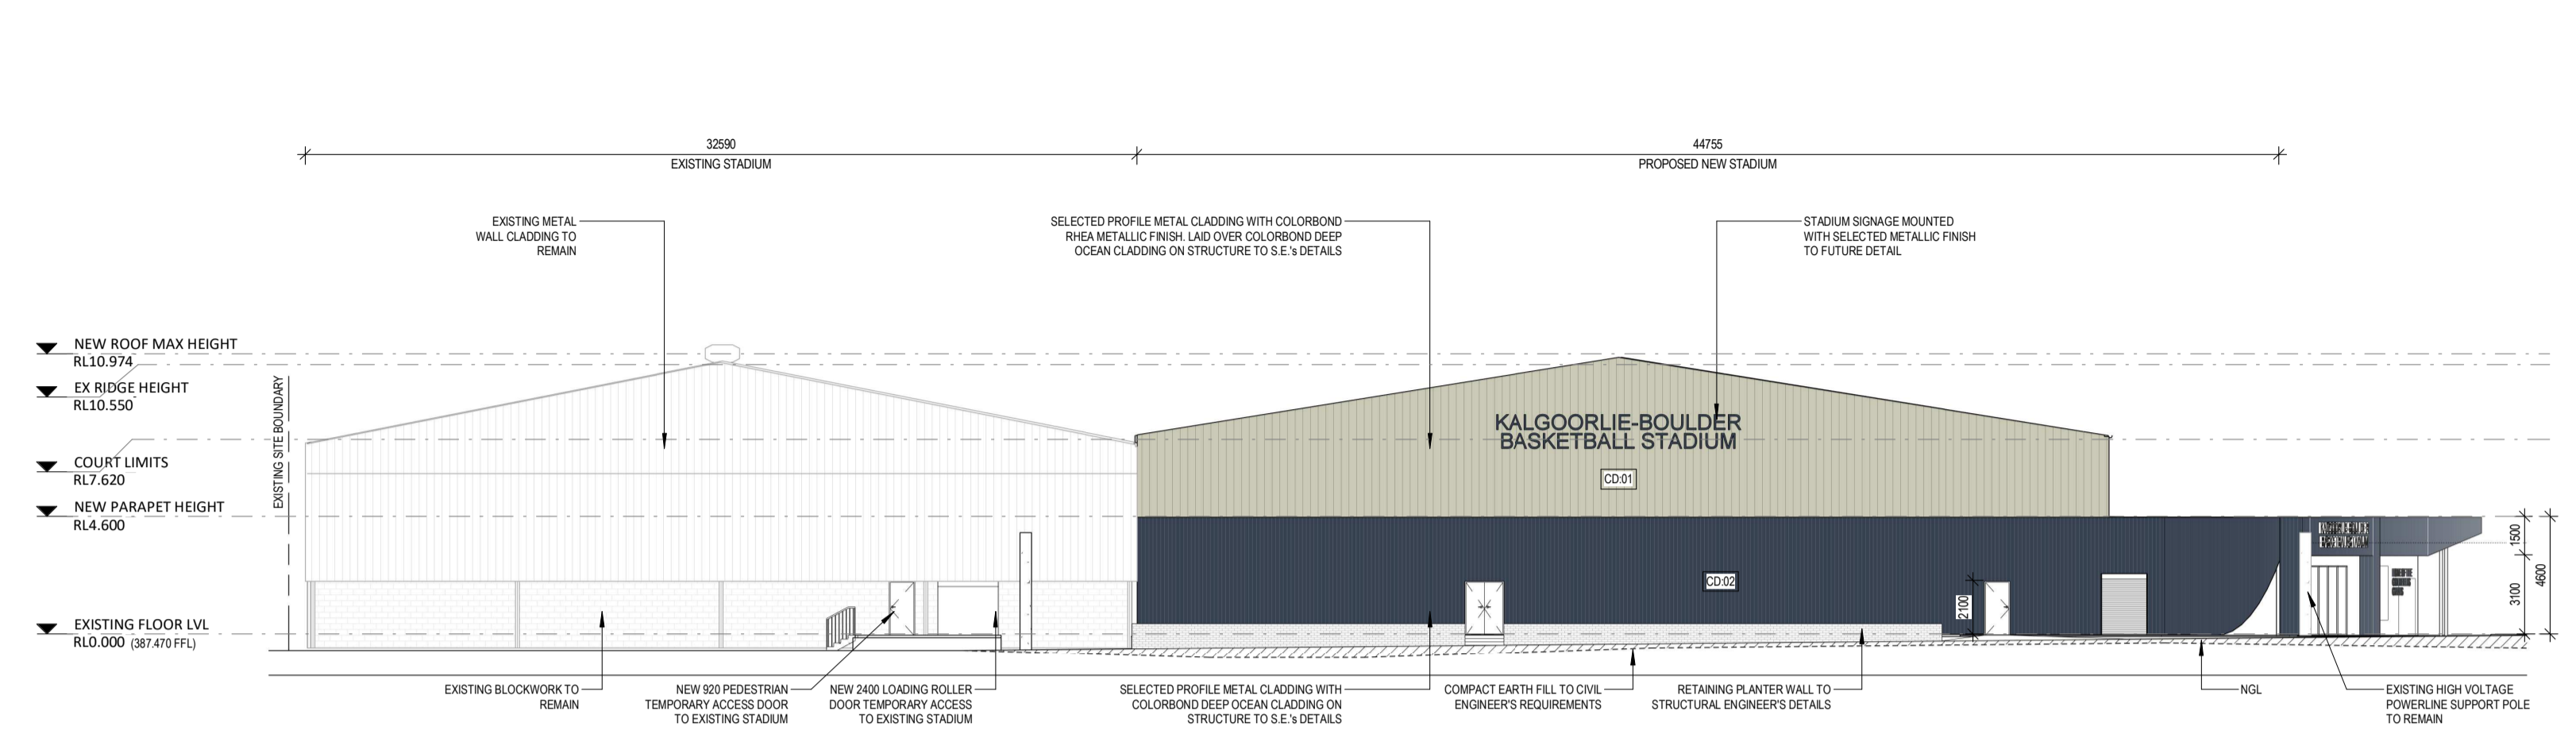 32590
EXISTING STADIUM
44755
PROPOSED NEW STADIUM
EXISTING METAL
WALL CLADDING TO
REMAIN
SELECTED PROFILE METAL CLADDING WITH COLORBOND
RHEA METALLIC FINISH. LAID OVER COLORBOND DEEP
OCEAN CLADDING ON STRUCTURE TO S.E.'s DETAILS
STADIUM SIGNAGE MOUNTED
WITH SELECTED METALLIC FINISH
TO FUTURE DETAIL
NEW ROOF MAX HEIGHT
RL10.974
EX RIDGE HEIGHT
RL10.550
COURT LIMITS
RL7.620
NEW PARAPET HEIGHT
RL4.600
EXISTING FLOOR LVL
RL0.000 (387.470 FFL)
EXISTING SITE BOUNDARY
KALGOORLIE-BOULDER
BASKETBALL STADIUM
CD:01
CD:02
2100
1500
3100
4600
EXISTING BLOCKWORK TO
REMAIN
NEW 920 PEDESTRIAN
TEMPORARY ACCESS DOOR
TO EXISTING STADIUM
NEW 2400 LOADING ROLLER
DOOR TEMPORARY ACCESS
TO EXISTING STADIUM
SELECTED PROFILE METAL CLADDING WITH
COLORBOND DEEP OCEAN CLADDING ON
STRUCTURE TO S.E.'s DETAILS
COMPACT EARTH FILL TO CIVIL
ENGINEER'S REQUIREMENTS
RETAINING PLANTER WALL TO
STRUCTURAL ENGINEER'S DETAILS
NGL
EXISTING HIGH VOLTAGE
POWERLINE SUPPORT POLE
TO REMAIN